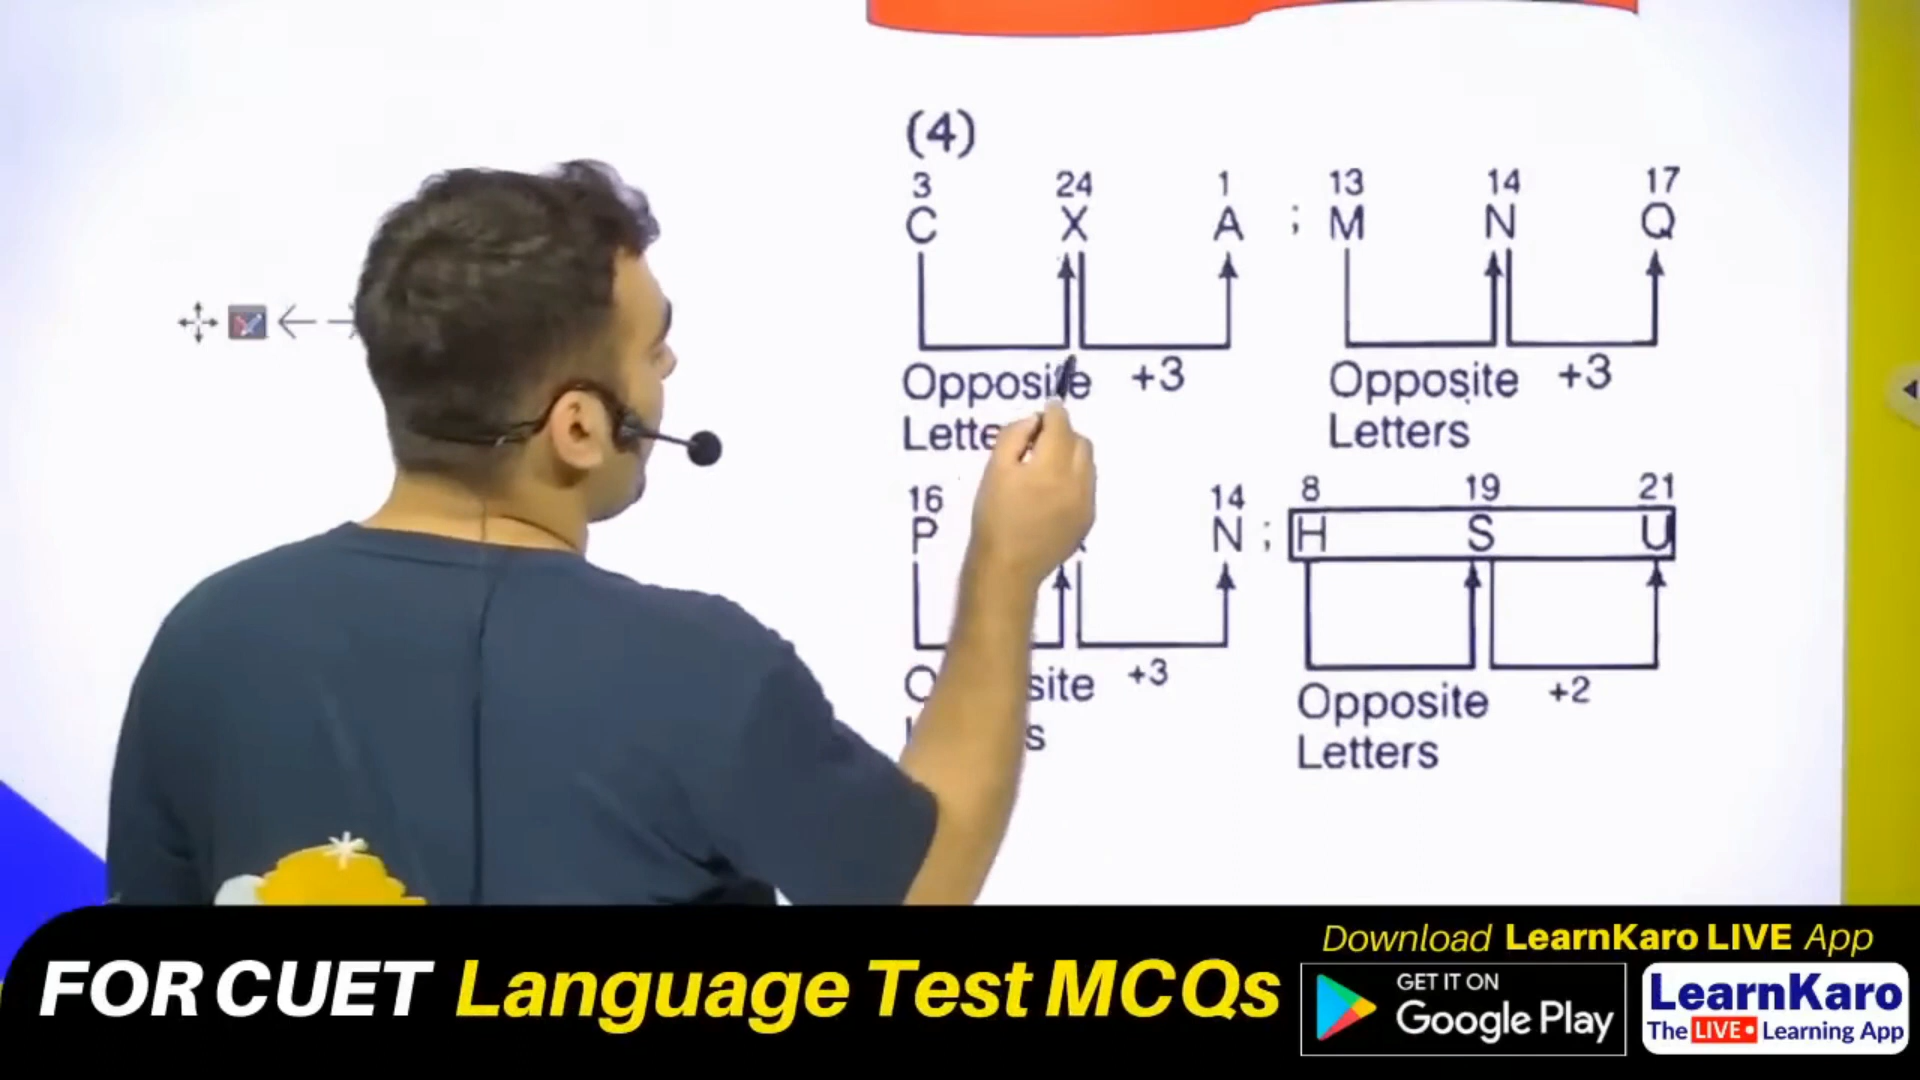 (4)
3 24 1 13 14 17
C X A ; M N Q
Opposite +3 Opposite +3
Letters
16 14 8 19 21
P N ; H S U
+3 Opposite +2
Letters
FOR CUET Language Test MCQs
Download LearnKaro LIVE App
GET IT ON
Google Play
LearnKaro
The LIVE Learning App